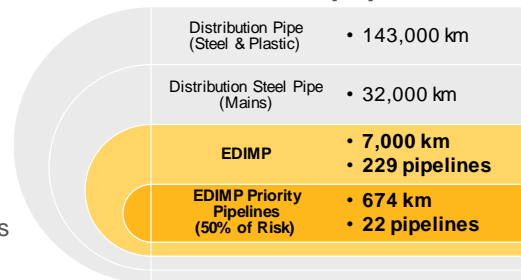 Distribution Pipe
(Steel & Plastic)
• 143,000 km
Distribution Steel Pipe
(Mains)
• 32,000 km
EDIMP
• 7,000 km
• 229 pipelines
EDIMP Priority
Pipelines
(50% of Risk)
• 674 km
• 22 pipelines
s